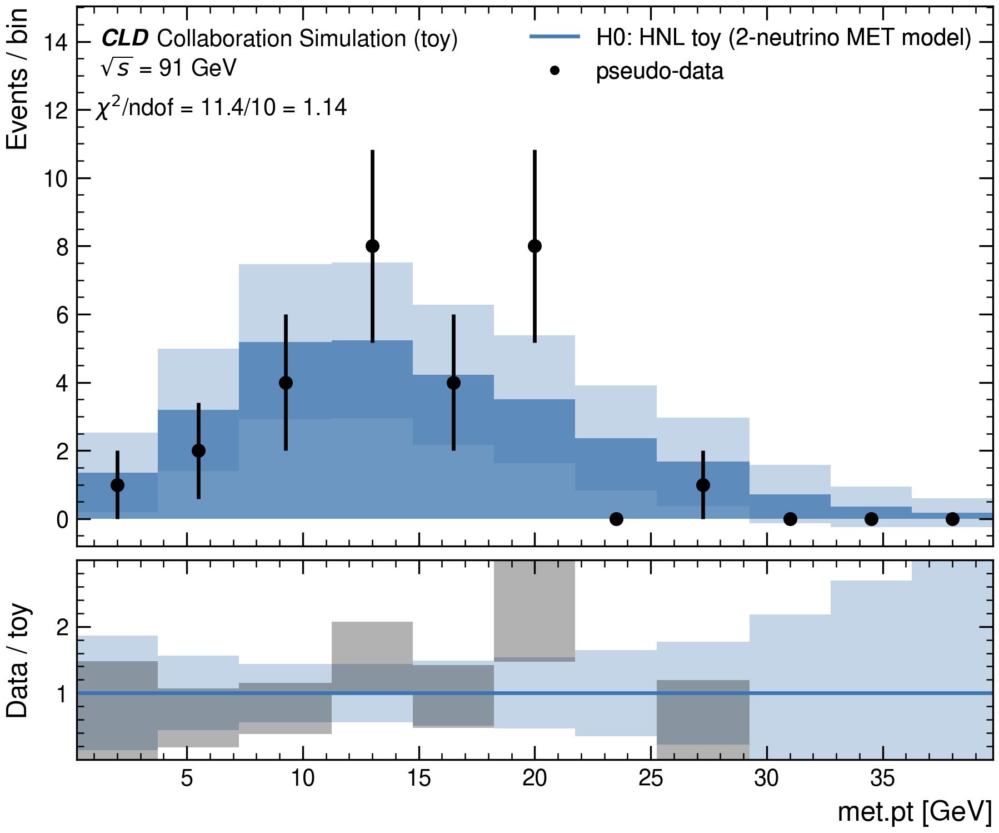 Events / bin
14
12
10
8
6
4
2
0
CLD Collaboration Simulation (toy)
√s = 91 GeV
χ²/ndof = 11.4/10 = 1.14
H0: HNL toy (2-neutrino MET model)
pseudo-data
Data / toy
2
1
5 10 15 20 25 30 35
met.pt [GeV]